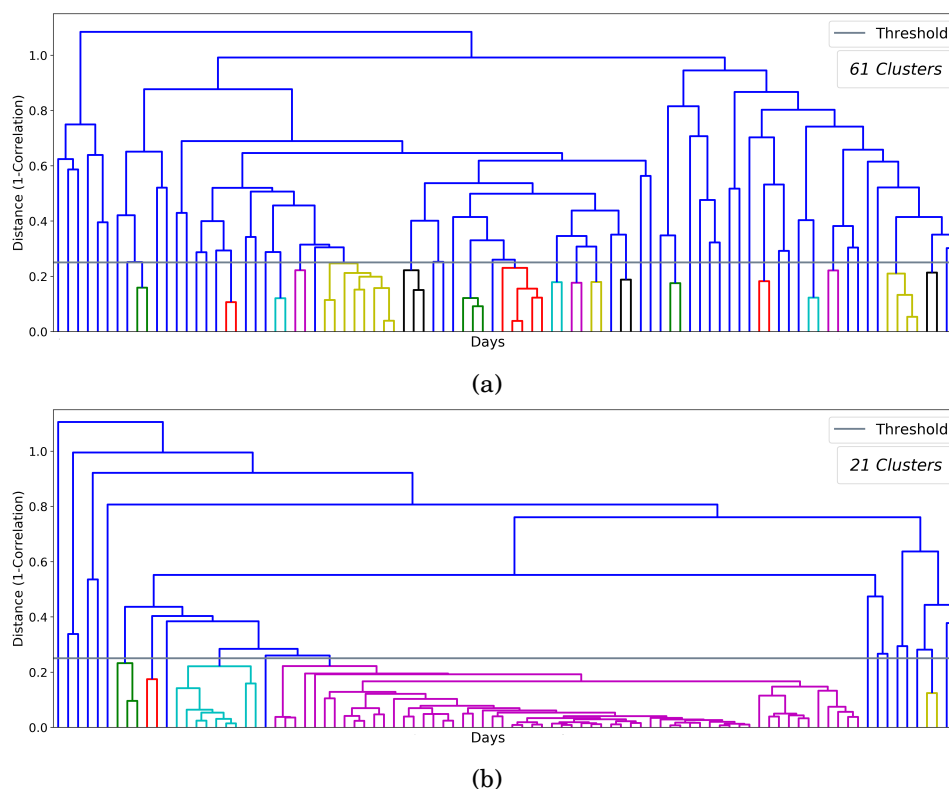 Threshold
61 Clusters
1.0
0.8
0.6
0.4
0.2
0.0
Distance (1-Correlation)
Days
(a)
Threshold
21 Clusters
1.0
0.8
0.6
0.4
0.2
0.0
Distance (1-Correlation)
Days
(b)